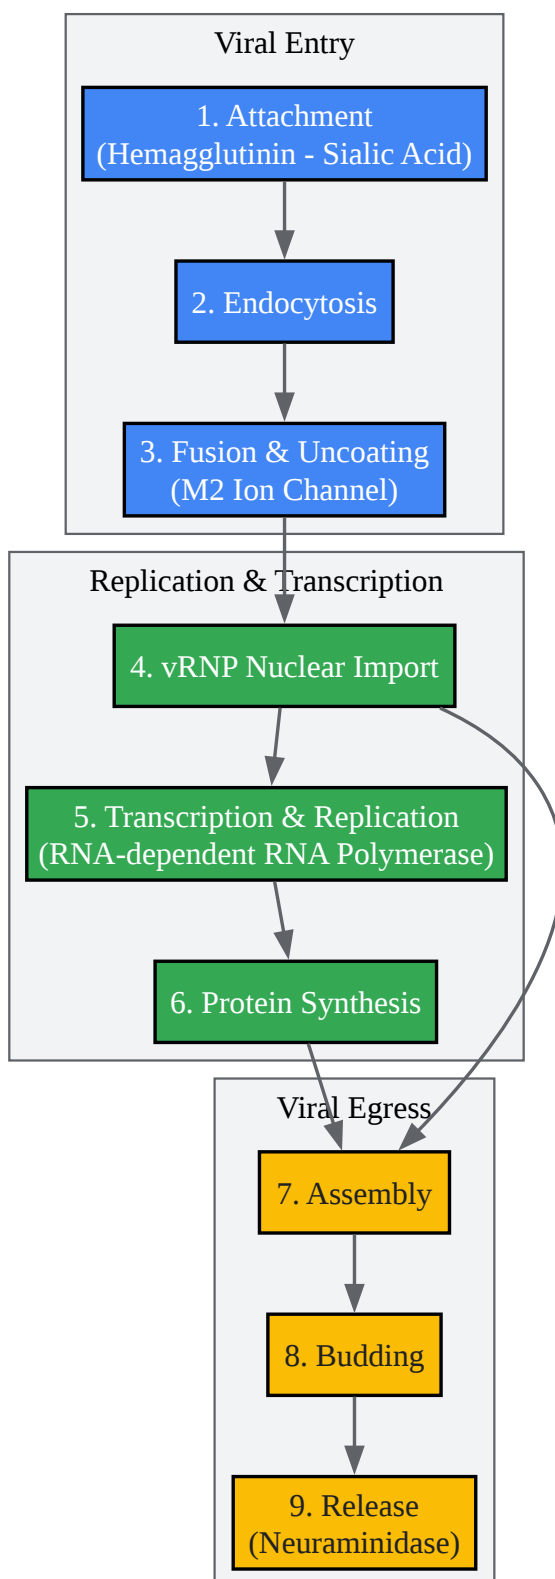 Viral Entry
1. Attachment
(Hemagglutinin - Sialic Acid)
2. Endocytosis
3. Fusion & Uncoating
(M2 Ion Channel)
Replication & Transcription
4. vRNP Nuclear Import
5. Transcription & Replication
(RNA-dependent RNA Polymerase)
6. Protein Synthesis
Viral Egress
7. Assembly
8. Budding
9. Release
(Neuraminidase)